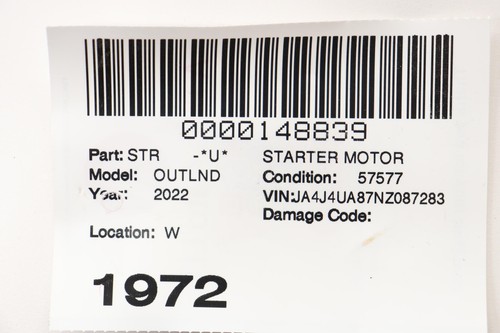 0000148839
Part: STR -*U* STARTER MOTOR
Model: OUTLND Condition: 57577
Year: 2022 VIN:JA4J4UA87NZ087283
Damage Code:
Location: W
1972